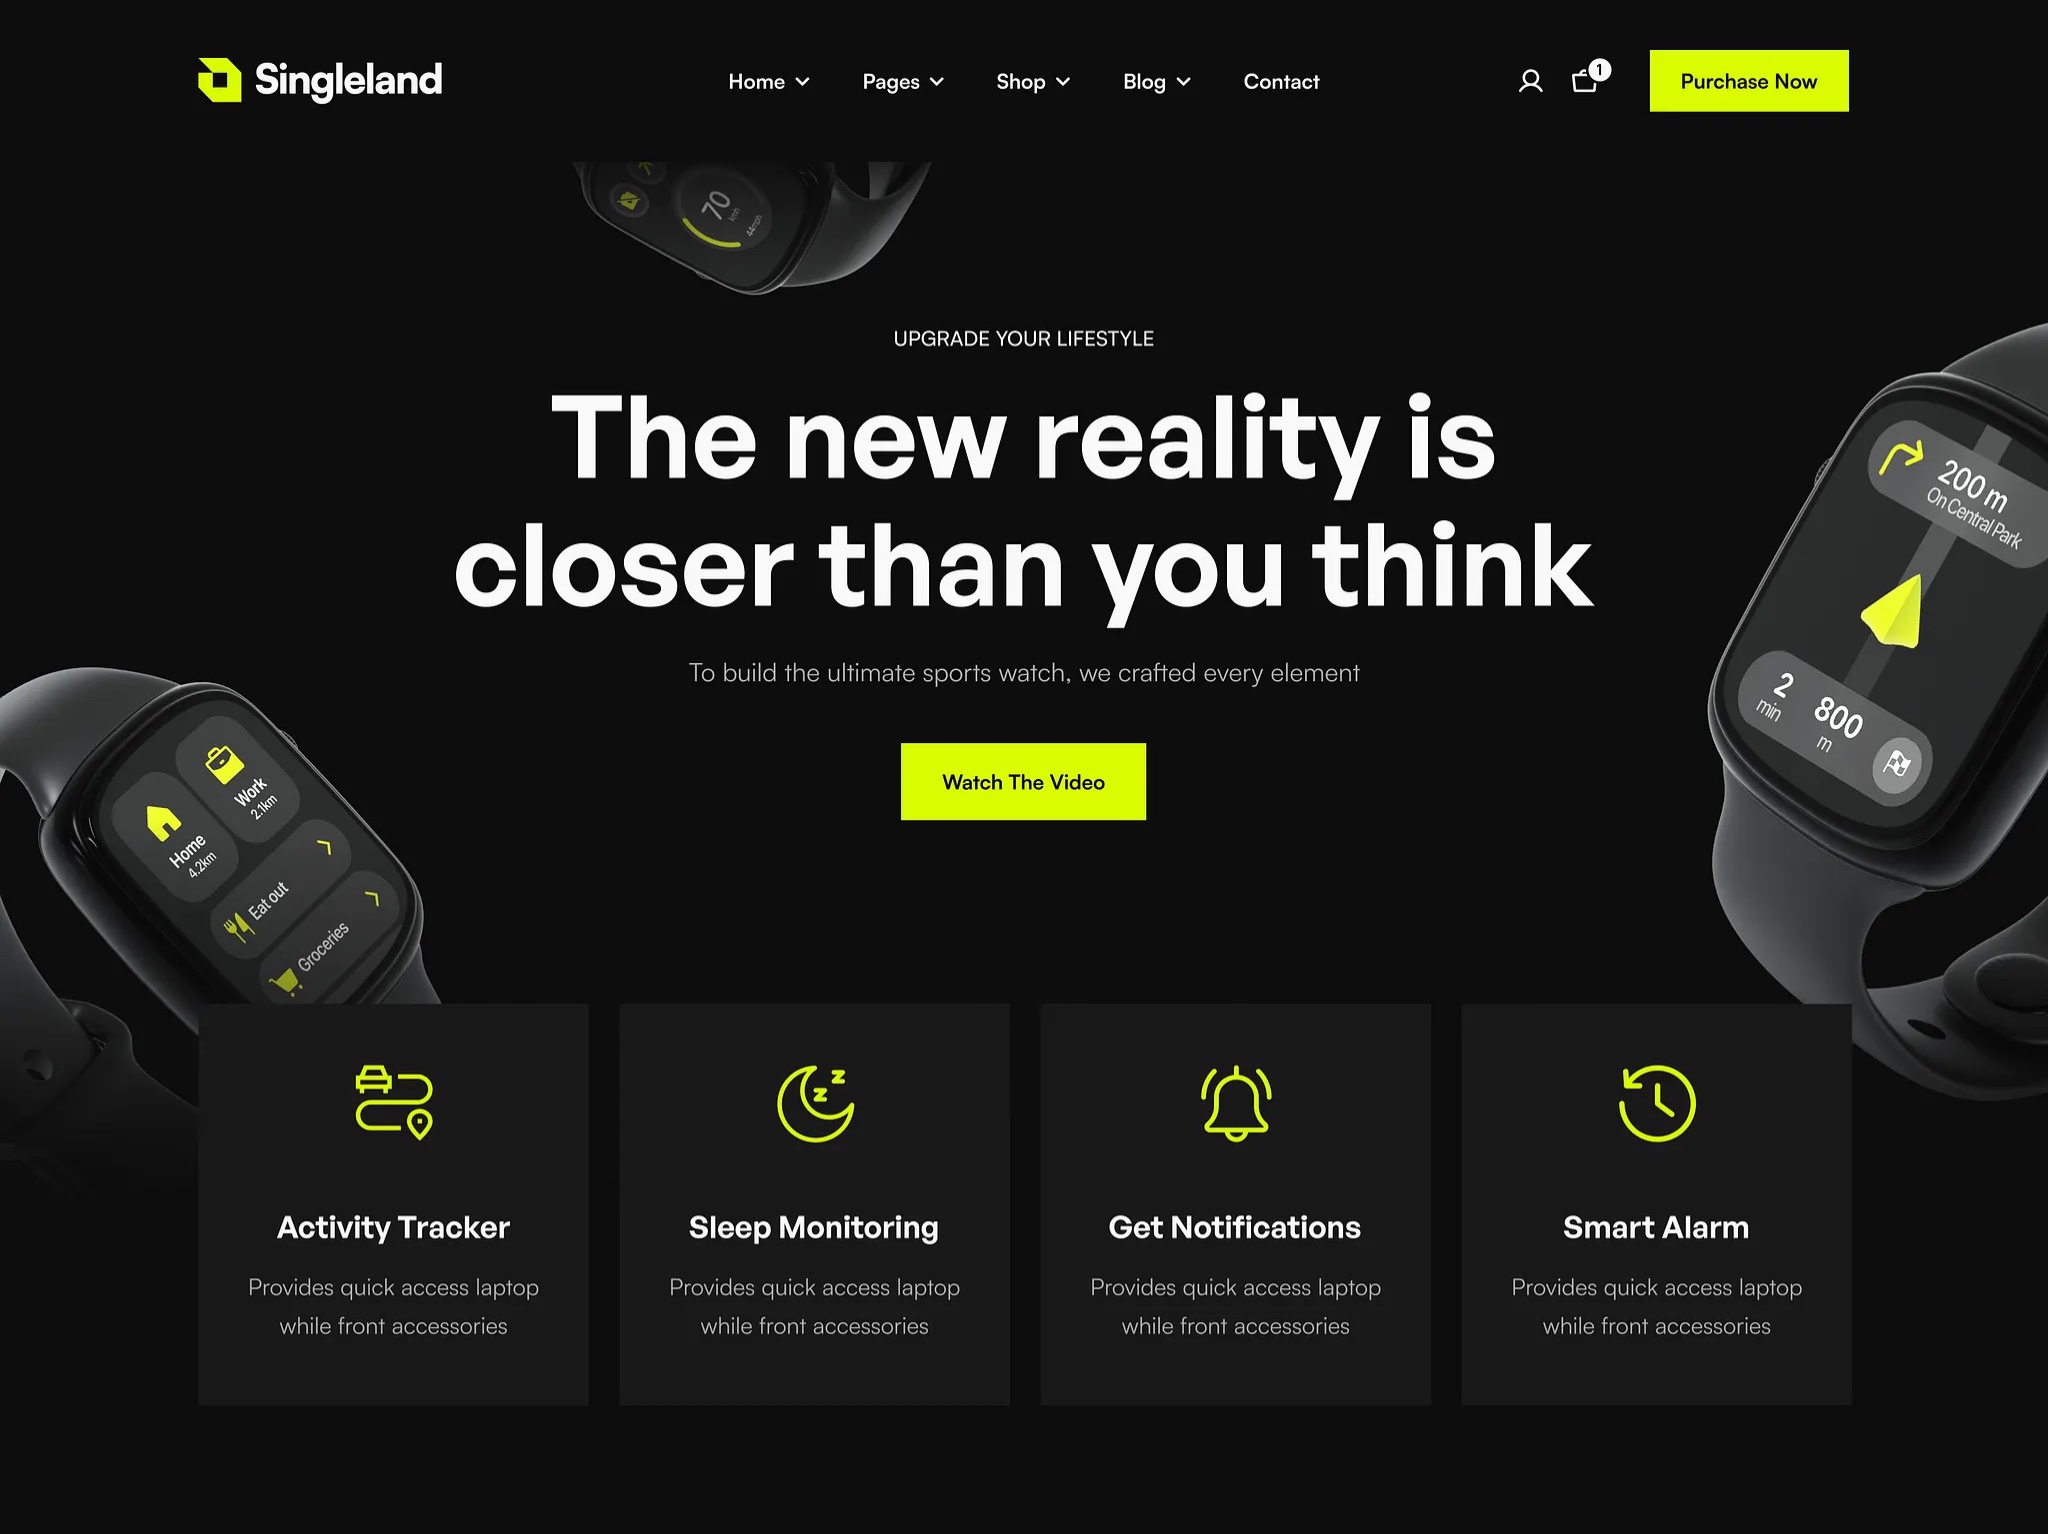 Singleland
Home
Pages
Shop
Blog
Contact
1
Purchase Now
70
kmh
44mph
UPGRADE YOUR LIFESTYLE
The new reality is
closer than you think
To build the ultimate sports watch, we crafted every element
Watch The Video
200 m
On Central Park
2
min
800
m
Work
2.1km
Home
4.2km
Eat out
Groceries
Activity Tracker
Provides quick access laptop
while front accessories
Sleep Monitoring
Provides quick access laptop
while front accessories
Get Notifications
Provides quick access laptop
while front accessories
Smart Alarm
Provides quick access laptop
while front accessories